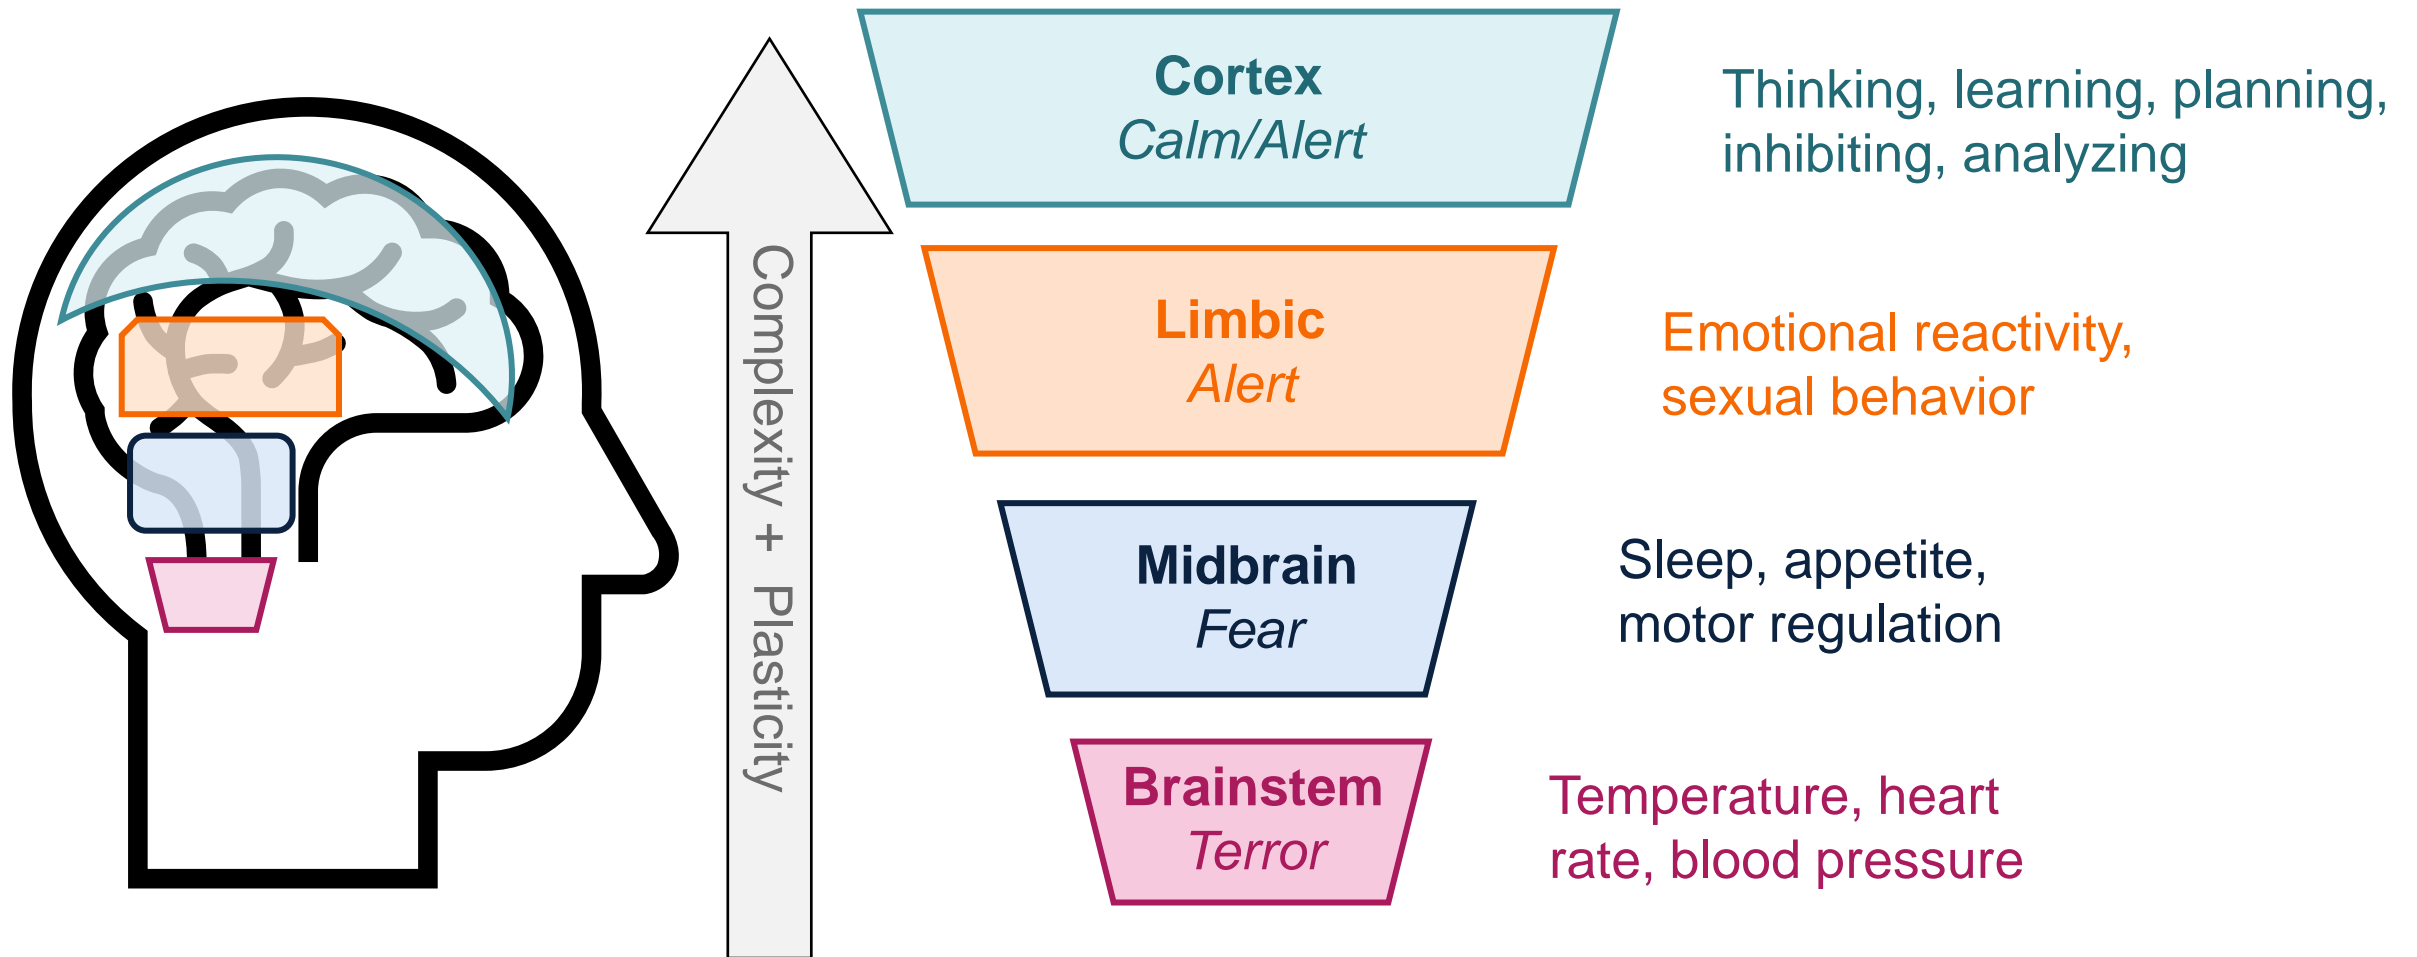 Complexity + Plasticity
Cortex
Calm/Alert
Thinking, learning, planning,
inhibiting, analyzing
Limbic
Alert
Emotional reactivity,
sexual behavior
Midbrain
Fear
Sleep, appetite,
motor regulation
Brainstem
Terror
Temperature, heart
rate, blood pressure